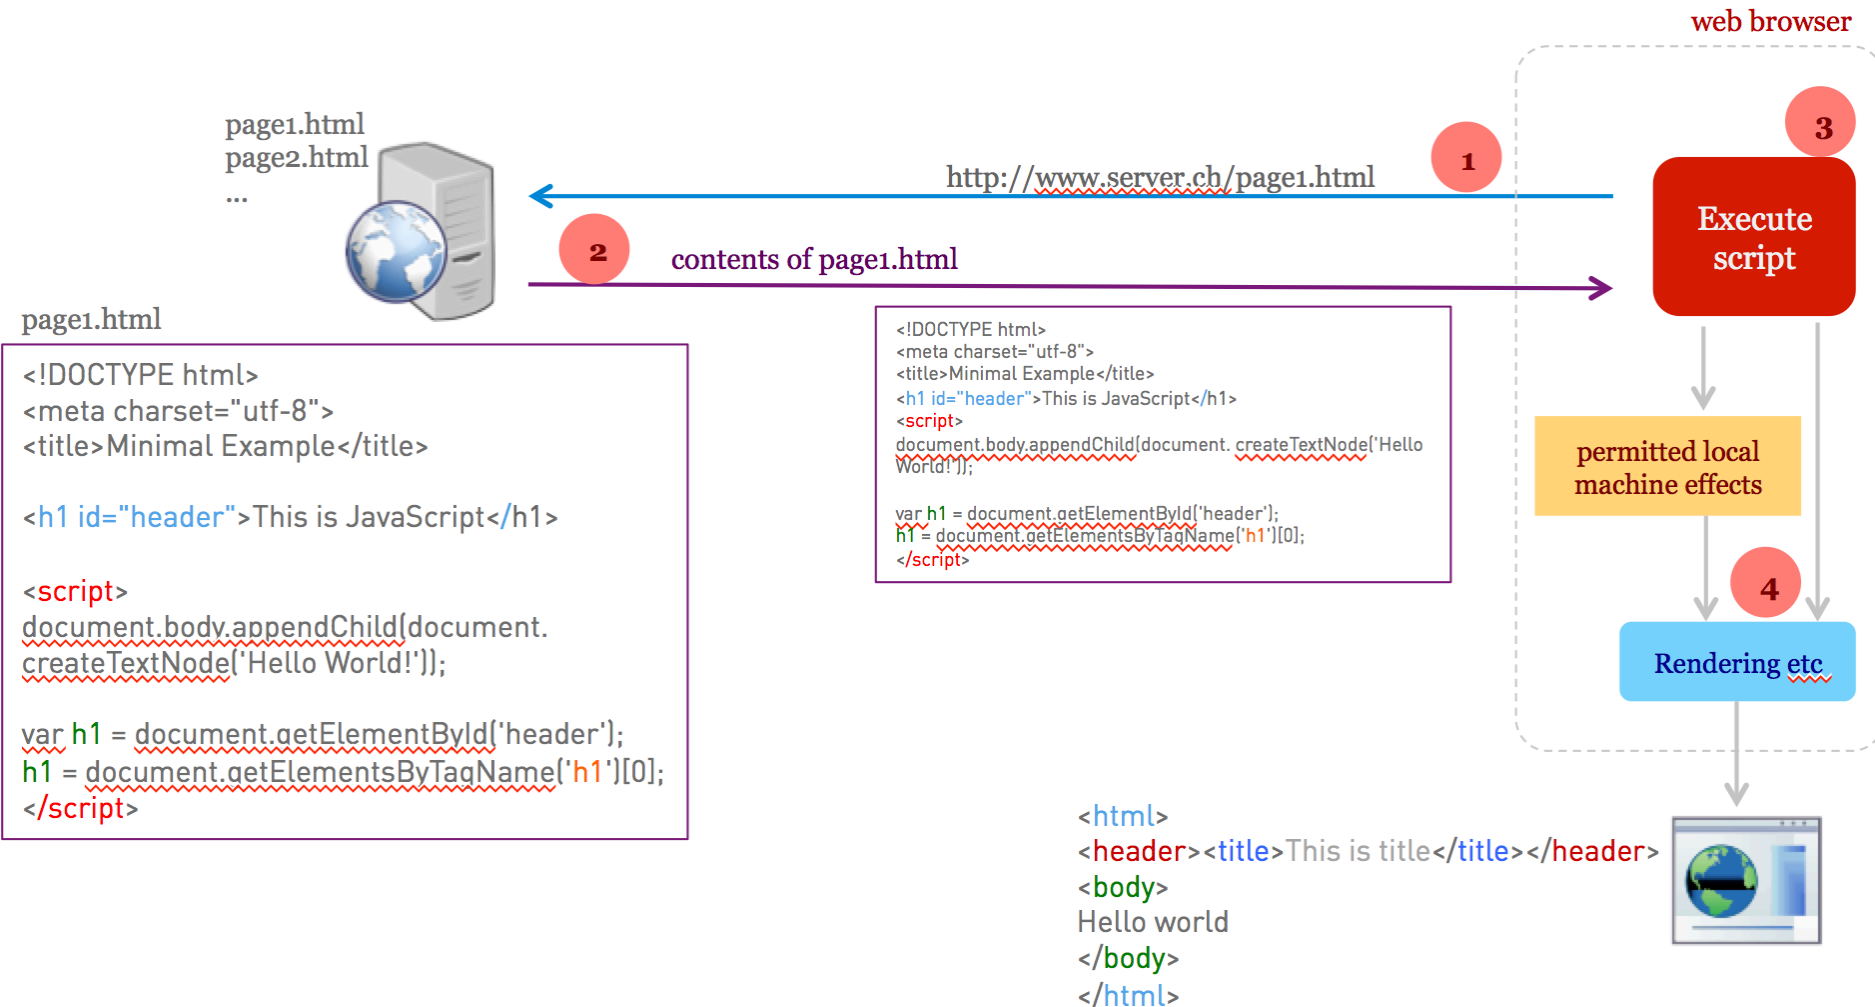 web browser
page1.html
page2.html
...
http://www.server.ch/page1.html
1
3
Execute
script
2
contents of page1.html
page1.html
<!DOCTYPE html>
<meta charset="utf-8">
<title>Minimal Example</title>
<h1 id="header">This is JavaScript</h1>
<script>
document.body.appendChild(document.
createTextNode('Hello World!'));
var h1 = document.getElementById('header');
h1 = document.getElementsByTagName('h1')[0];
</script>
<!DOCTYPE html>
<meta charset="utf-8">
<title>Minimal Example</title>
<h1 id="header">This is JavaScript</h1>
<script>
document.body.appendChild(document. createTextNode('Hello
World!'));
var h1 = document.getElementById('header');
h1 = document.getElementsByTagName('h1')[0];
</script>
permitted local
machine effects
4
Rendering etc
<html>
<header><title>This is title</title></header>
<body>
Hello world
</body>
</html>